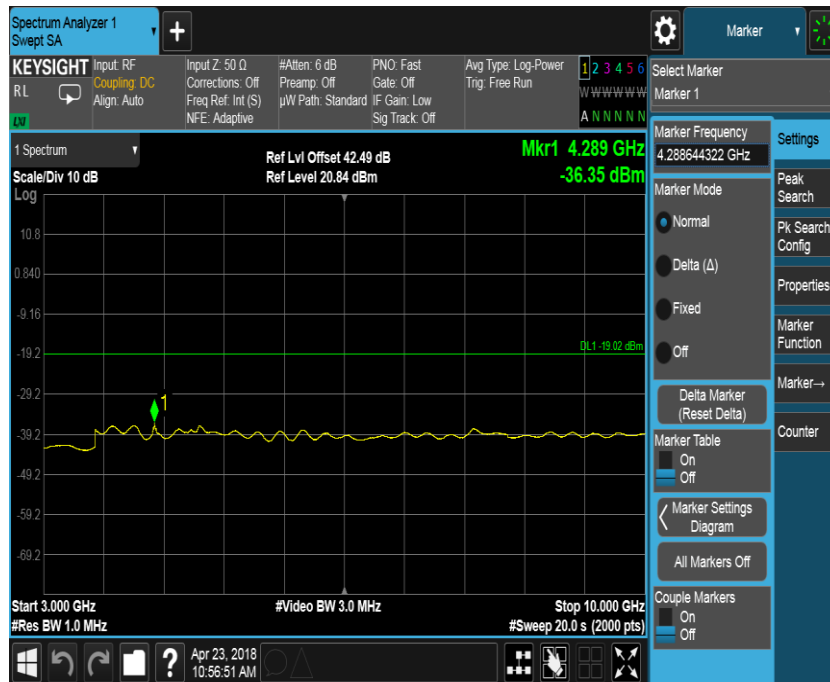 Spectrum Analyzer 1
Swept SA
+
Marker
KEYSIGHT
RL
LXI
Input: RF
Coupling: DC
Align: Auto
Input Z: 50 Ω
Corrections: Off
Freq Ref: Int (S)
NFE: Adaptive
#Atten: 6 dB
Preamp: Off
µW Path: Standard
PNO: Fast
Gate: Off
IF Gain: Low
Sig Track: Off
Avg Type: Log-Power
Trig: Free Run
1 2 3 4 5 6
W W W W W W
A N N N N N
Select Marker
Marker 1
1 Spectrum
Scale/Div 10 dB
Log
Ref Lvl Offset 42.49 dB
Ref Level 20.84 dBm
Mkr1 4.289 GHz
-36.35 dBm
10.8
0.840
-9.16
-19.2
-29.2
-39.2
-49.2
-59.2
-69.2
DL1 -19.02 dBm
1
Start 3.000 GHz
#Res BW 1.0 MHz
#Video BW 3.0 MHz
Stop 10.000 GHz
#Sweep 20.0 s (2000 pts)
Marker Frequency
4.288644322 GHz
Marker Mode
Normal
Delta (Δ)
Fixed
Off
Delta Marker
(Reset Delta)
Marker Table
On
Off
Marker Settings
Diagram
All Markers Off
Couple Markers
On
Off
Settings
Peak
Search
Pk Search
Config
Properties
Marker
Function
Marker→
Counter
?
Apr 23, 2018
10:56:51 AM